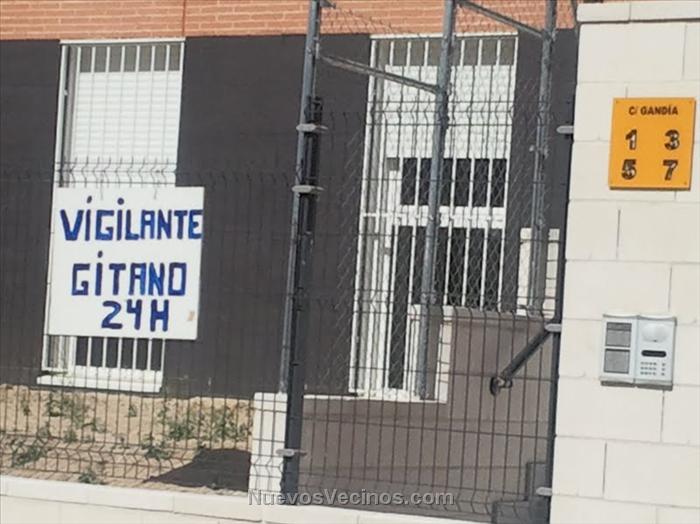 VIGILANTE
GITANO
24H
C/ GANDÍA
1 3
5 7
NuevosVecinos.com